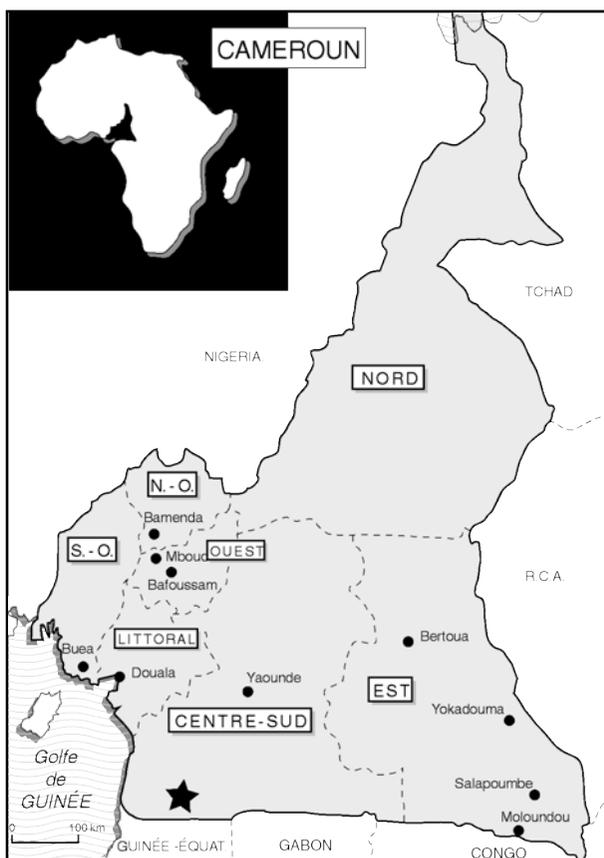 CAMEROUN
TCHAD
NIGERIA
NORD
N.-O.
Bamenda
S.-O.
Mboud
OUEST
Bafoussam
R.C.A.
LITTORAL
Bertoua
Buea
Douala
Yaounde
EST
Yokadouma
CENTRE-SUD
Golfe
de
GUINÉE
Salapoumbe
Moloundou
0 100 km
GUINÉE-ÉQUAT
GABON
CONGO